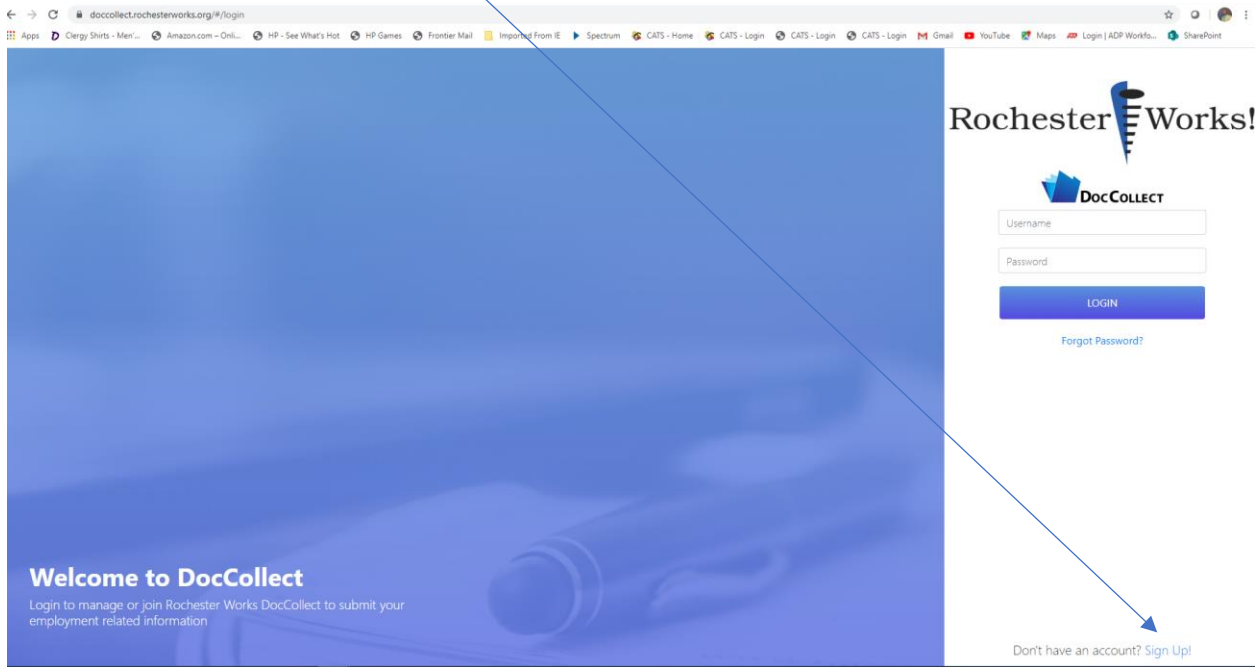 doccollect.rochesterworks.org/#/login
Apps Clergy Shirts - Men'... Amazon.com – Onli... HP - See What's Hot HP Games Frontier Mail Imported From IE Spectrum CATS - Home CATS - Login CATS - Login CATS - Login Gmail YouTube Maps Login | ADP Workfo... SharePoint
Rochester Works!
DOCCOLLECT
Username
Password
LOGIN
Forgot Password?
Welcome to DocCollect
Login to manage or join Rochester Works DocCollect to submit your
employment related information
Don't have an account? Sign Up!